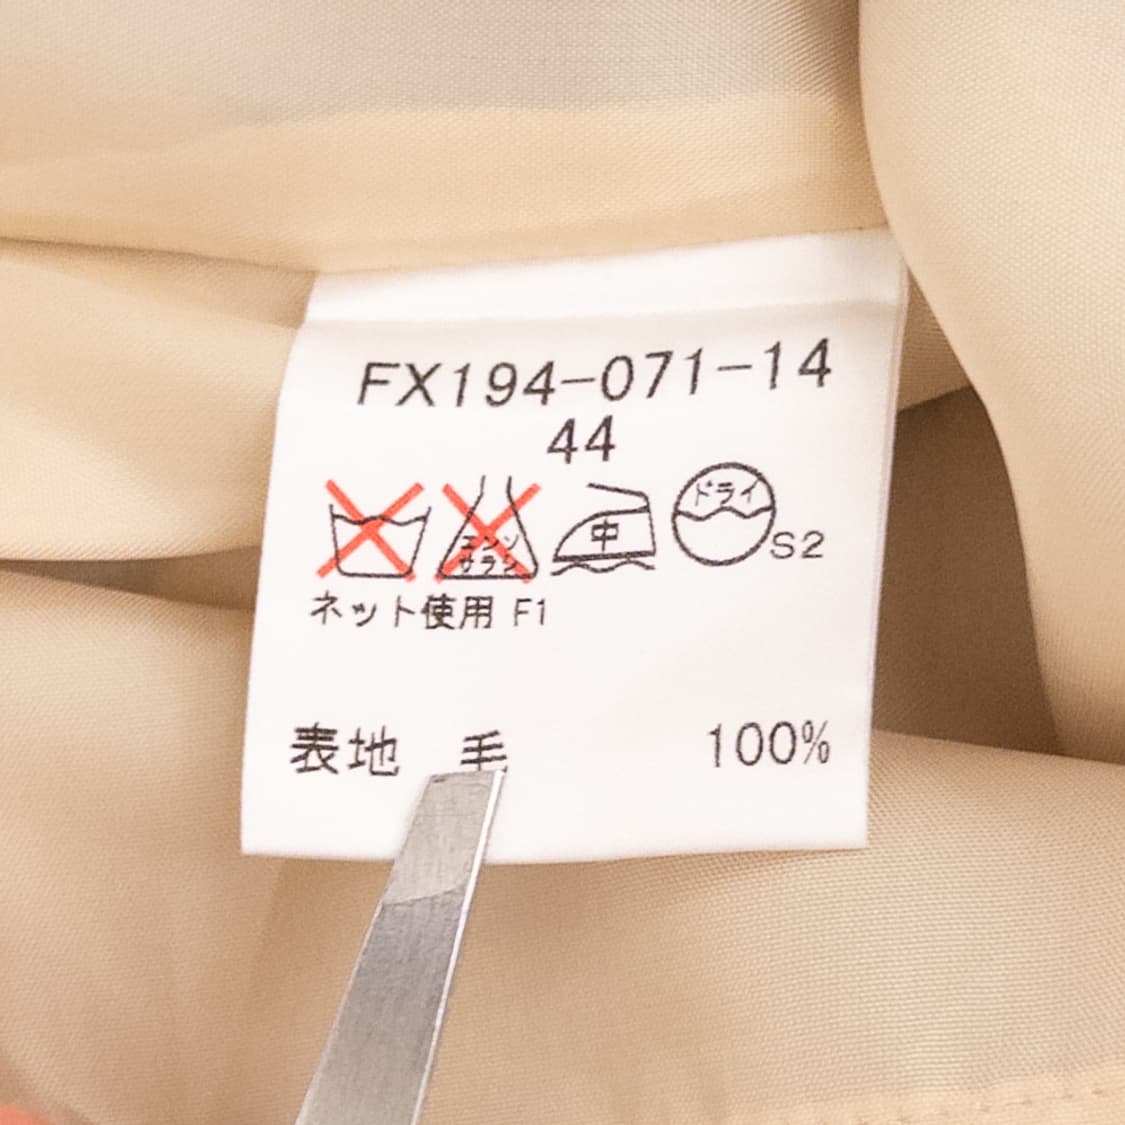 FX194-071-14
44
エンソ
サラシ
中
ドライ
S2
ネット使用 F1
表地 毛 100%